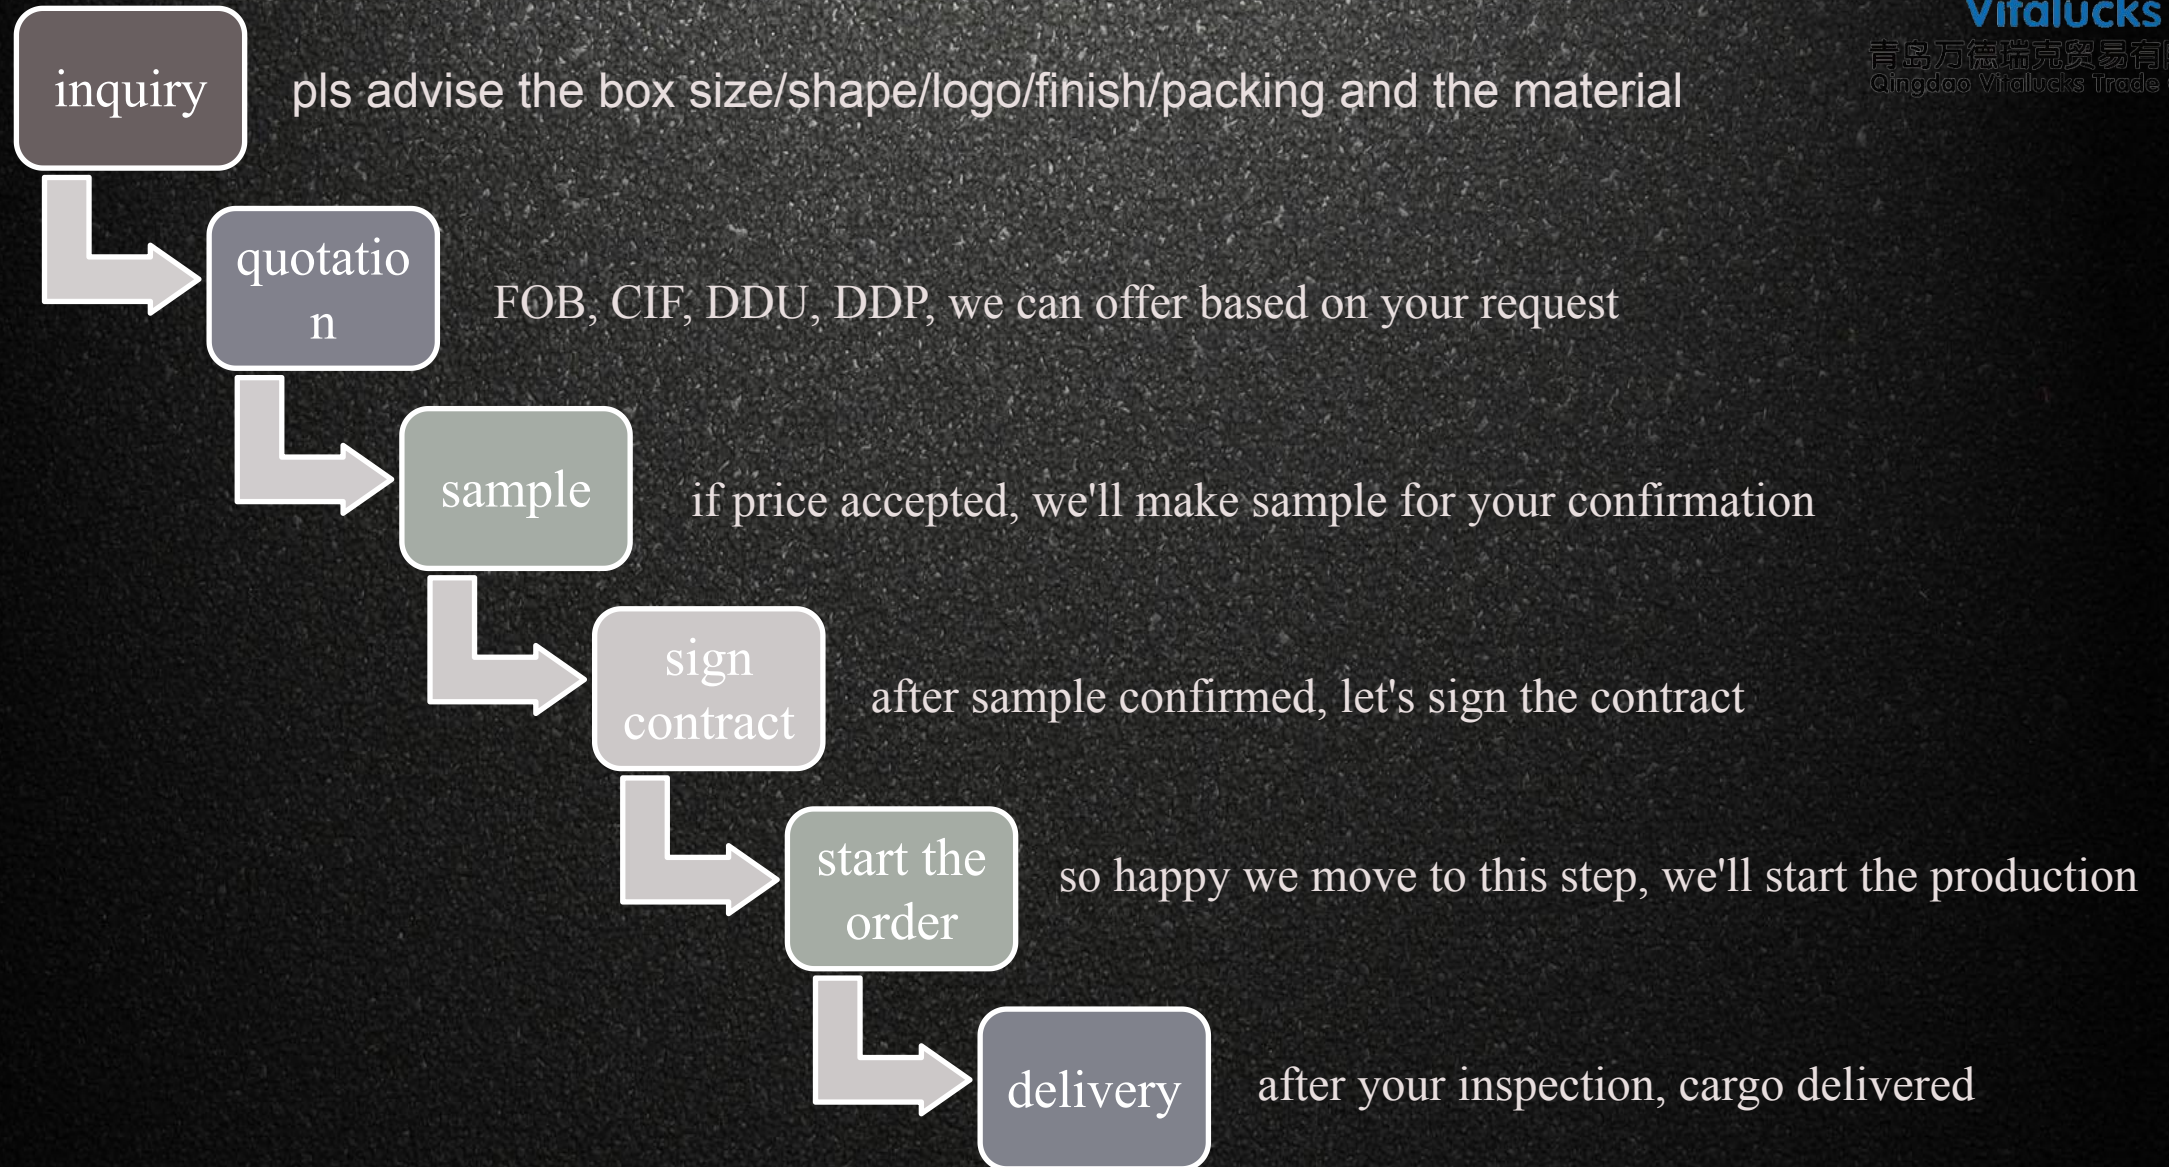 Vitalucks
青岛万德瑞克贸易有限
Qingdao Vitalucks Trade
inquiry
pls advise the box size/shape/logo/finish/packing and the material
quotatio
n
FOB, CIF, DDU, DDP, we can offer based on your request
sample
if price accepted, we'll make sample for your confirmation
sign
contract
after sample confirmed, let's sign the contract
start the
order
so happy we move to this step, we'll start the production
delivery
after your inspection, cargo delivered